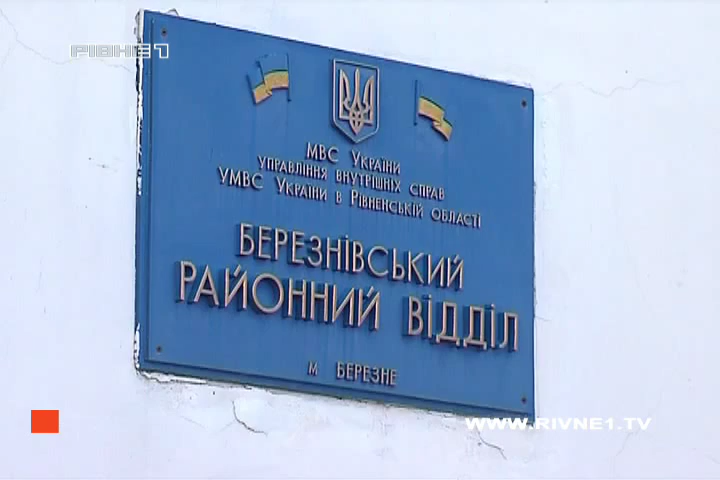 РІВНЕ1
МВС УКРАЇНИ
УПРАВЛІННЯ ВНУТРІШНІХ СПРАВ
УМВС УКРАЇНИ В РІВНЕНСЬКІЙ ОБЛАСТІ
БЕРЕЗНІВСЬКИЙ
РАЙОННИЙ ВІДДІЛ
М БЕРЕЗНЕ
WWW.RIVNE1.TV